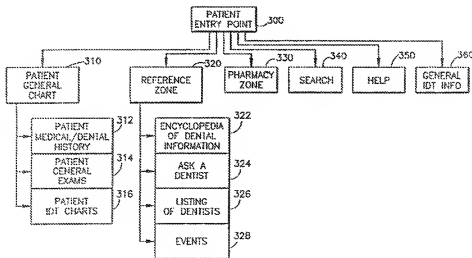 PATIENT
ENTRY POINT
300
310
320
330
340
350
360
PATIENT
GENERAL
CHART
REFERENCE
ZONE
PHARMACY
ZONE
SEARCH
HELP
GENERAL
IDT INFO
312
PATIENT
MEDICAL/DENTAL
HISTORY
314
PATIENT
GENERAL EXAMS
316
PATIENT
IDT CHARTS
322
ENCYCLOPEDIA
OF DENTAL
INFORMATION
324
ASK A
DENTIST
326
LISTING
OF DENTISTS
328
EVENTS